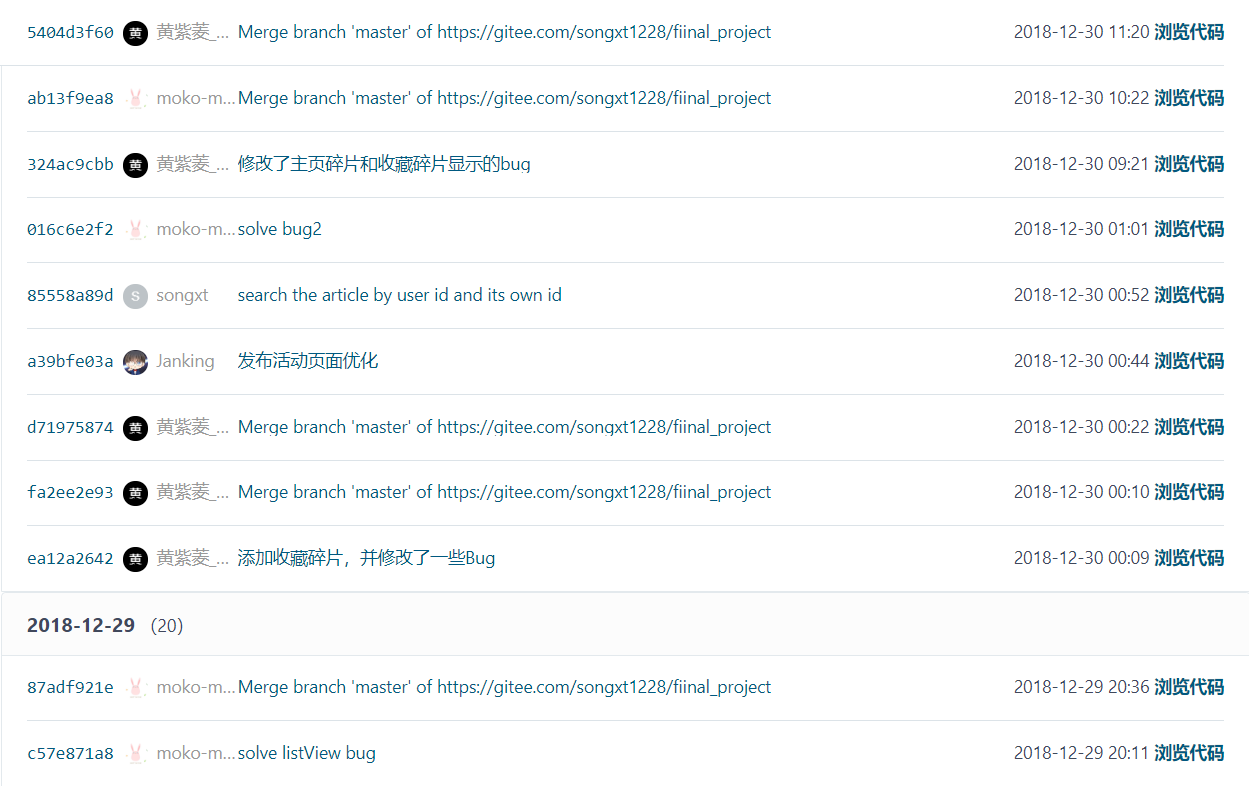 5404d3f60 黄 黄紫菱_... Merge branch 'master' of https://gitee.com/songxt1228/fiinal_project 2018-12-30 11:20 浏览代码
ab13f9ea8 moko-m... Merge branch 'master' of https://gitee.com/songxt1228/fiinal_project 2018-12-30 10:22 浏览代码
324ac9cbb 黄 黄紫菱_... 修改了主页碎片和收藏碎片显示的bug 2018-12-30 09:21 浏览代码
016c6e2f2 moko-m... solve bug2 2018-12-30 01:01 浏览代码
85558a89d S songxt search the article by user id and its own id 2018-12-30 00:52 浏览代码
a39bfe03a Janking 发布活动页面优化 2018-12-30 00:44 浏览代码
d71975874 黄 黄紫菱_... Merge branch 'master' of https://gitee.com/songxt1228/fiinal_project 2018-12-30 00:22 浏览代码
fa2ee2e93 黄 黄紫菱_... Merge branch 'master' of https://gitee.com/songxt1228/fiinal_project 2018-12-30 00:10 浏览代码
ea12a2642 黄 黄紫菱_... 添加收藏碎片，并修改了一些Bug 2018-12-30 00:09 浏览代码
2018-12-29 (20)
87adf921e moko-m... Merge branch 'master' of https://gitee.com/songxt1228/fiinal_project 2018-12-29 20:36 浏览代码
c57e871a8 moko-m... solve listView bug 2018-12-29 20:11 浏览代码